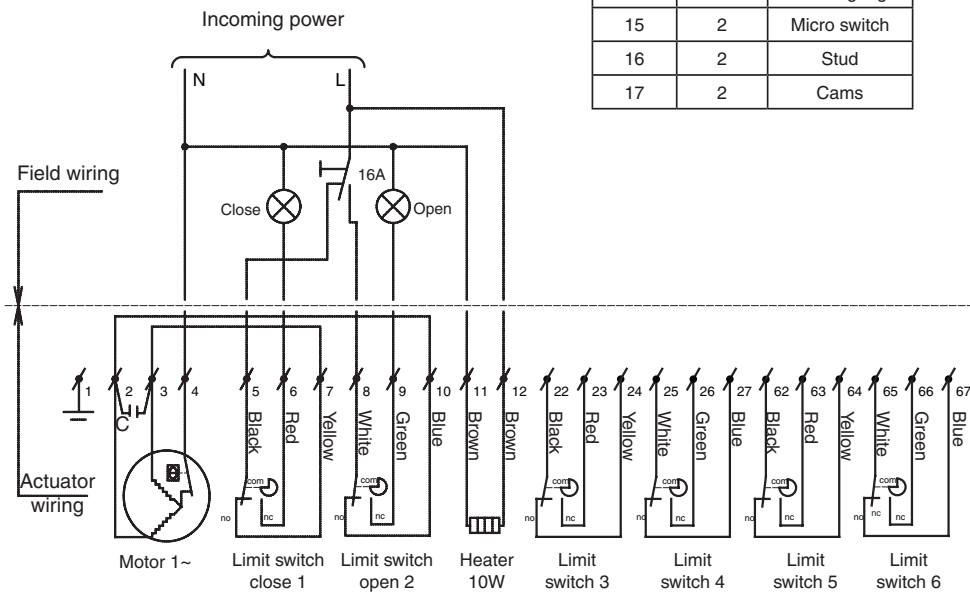 Incoming power
15 2 Micro switch
16 2 Stud
17 2 Cams
N L
Field wiring
16A
Close
Open
1 2 3 4 5 6 7 8 9 10 11 12 22 23 24 25 26 27 62 63 64 65 66 67
C
Black Red Yellow White Green Blue Brown Brown Black Red Yellow White Green Blue Black Red Yellow White Green Blue
Actuator
wiring
com com com com com com
no nc no nc no nc no nc no nc no nc
Motor 1~
Limit switch
close 1
Limit switch
open 2
Heater
10W
Limit
switch 3
Limit
switch 4
Limit
switch 5
Limit
switch 6